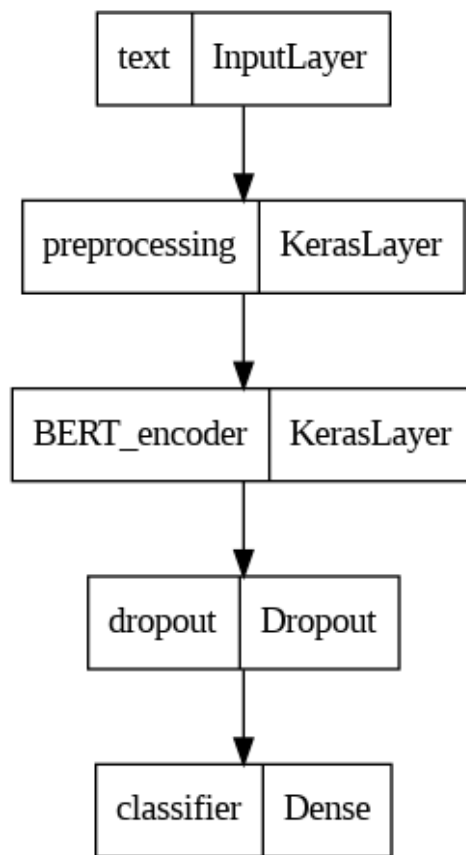 text InputLayer
preprocessing KerasLayer
BERT_encoder KerasLayer
dropout Dropout
classifier Dense